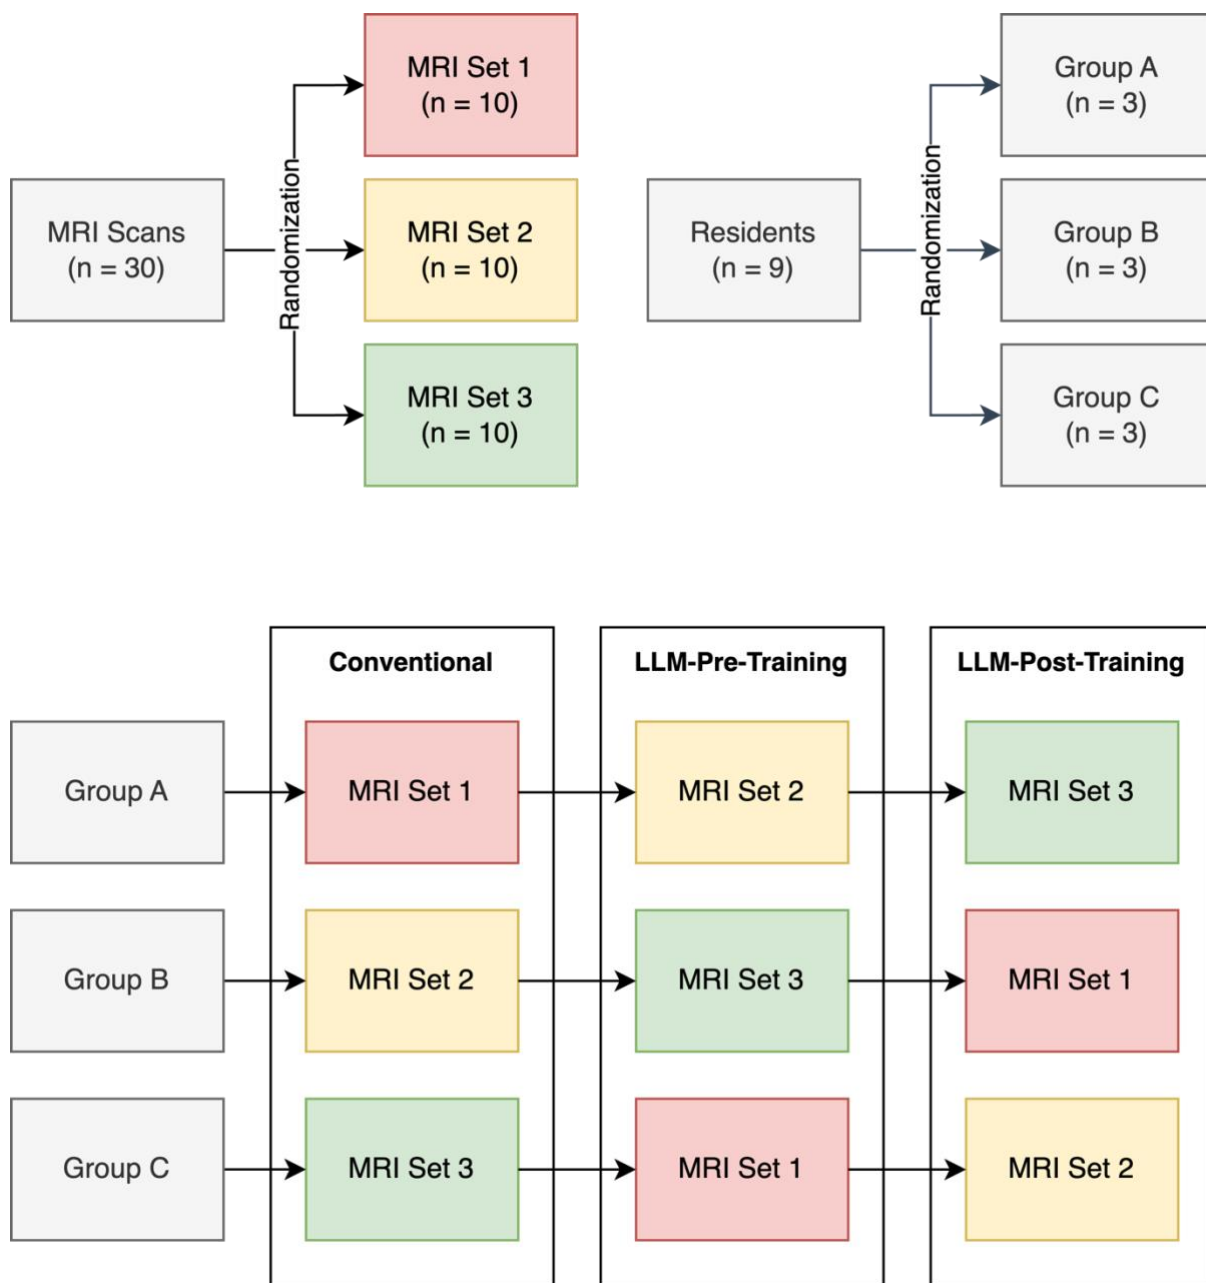 MRI Set 1
(n = 10)
MRI Scans
(n = 30)
Randomization
MRI Set 2
(n = 10)
MRI Set 3
(n = 10)
Group A
(n = 3)
Residents
(n = 9)
Randomization
Group B
(n = 3)
Group C
(n = 3)
Conventional
LLM-Pre-Training
LLM-Post-Training
Group A
MRI Set 1
MRI Set 2
MRI Set 3
Group B
MRI Set 2
MRI Set 3
MRI Set 1
Group C
MRI Set 3
MRI Set 1
MRI Set 2